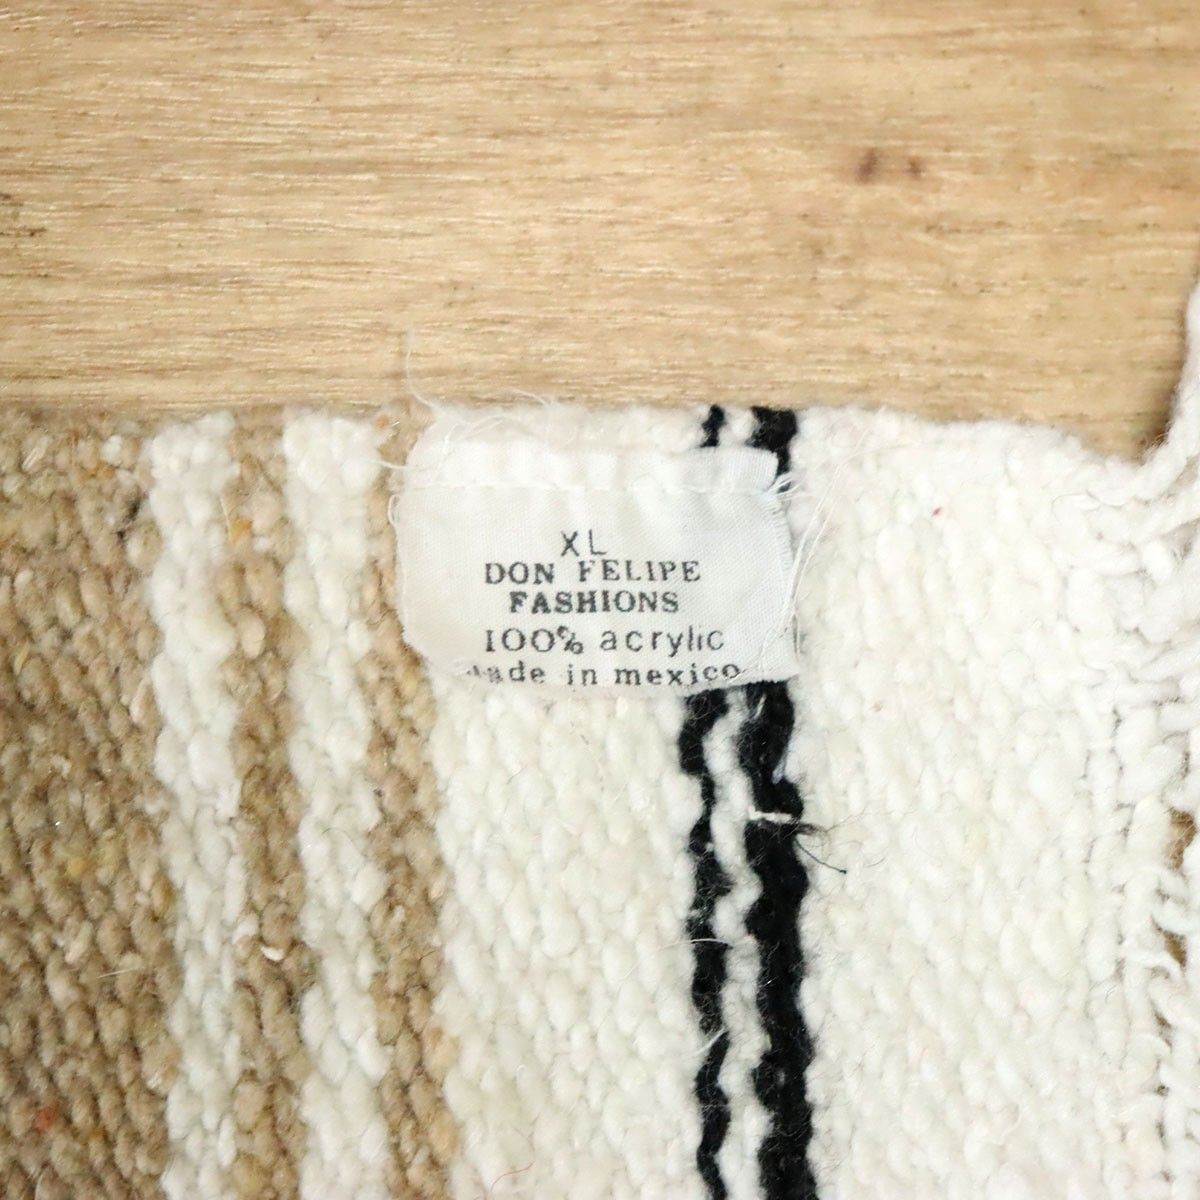 XL
DON FELIPE
FASHIONS
100% acrylic
made in mexico